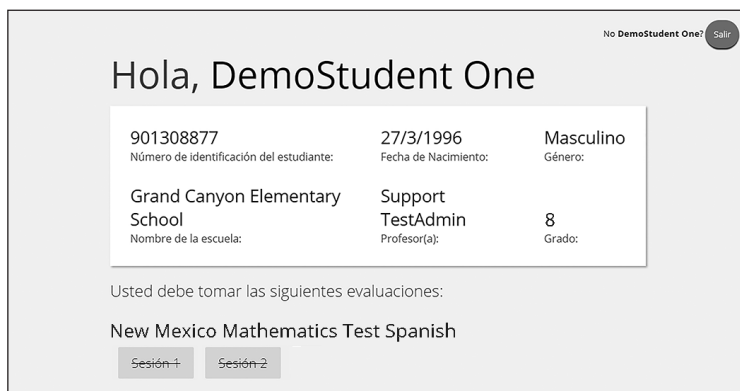 No DemoStudent One? Salir
Hola, DemoStudent One
901308877 27/3/1996 Masculino
Número de identificación del estudiante: Fecha de Nacimiento: Género:
Grand Canyon Elementary
School
Nombre de la escuela:
Support
TestAdmin
Profesor(a):
8
Grado:
Usted debe tomar las siguientes evaluaciones:
New Mexico Mathematics Test Spanish
Sesión 1 Sesión 2